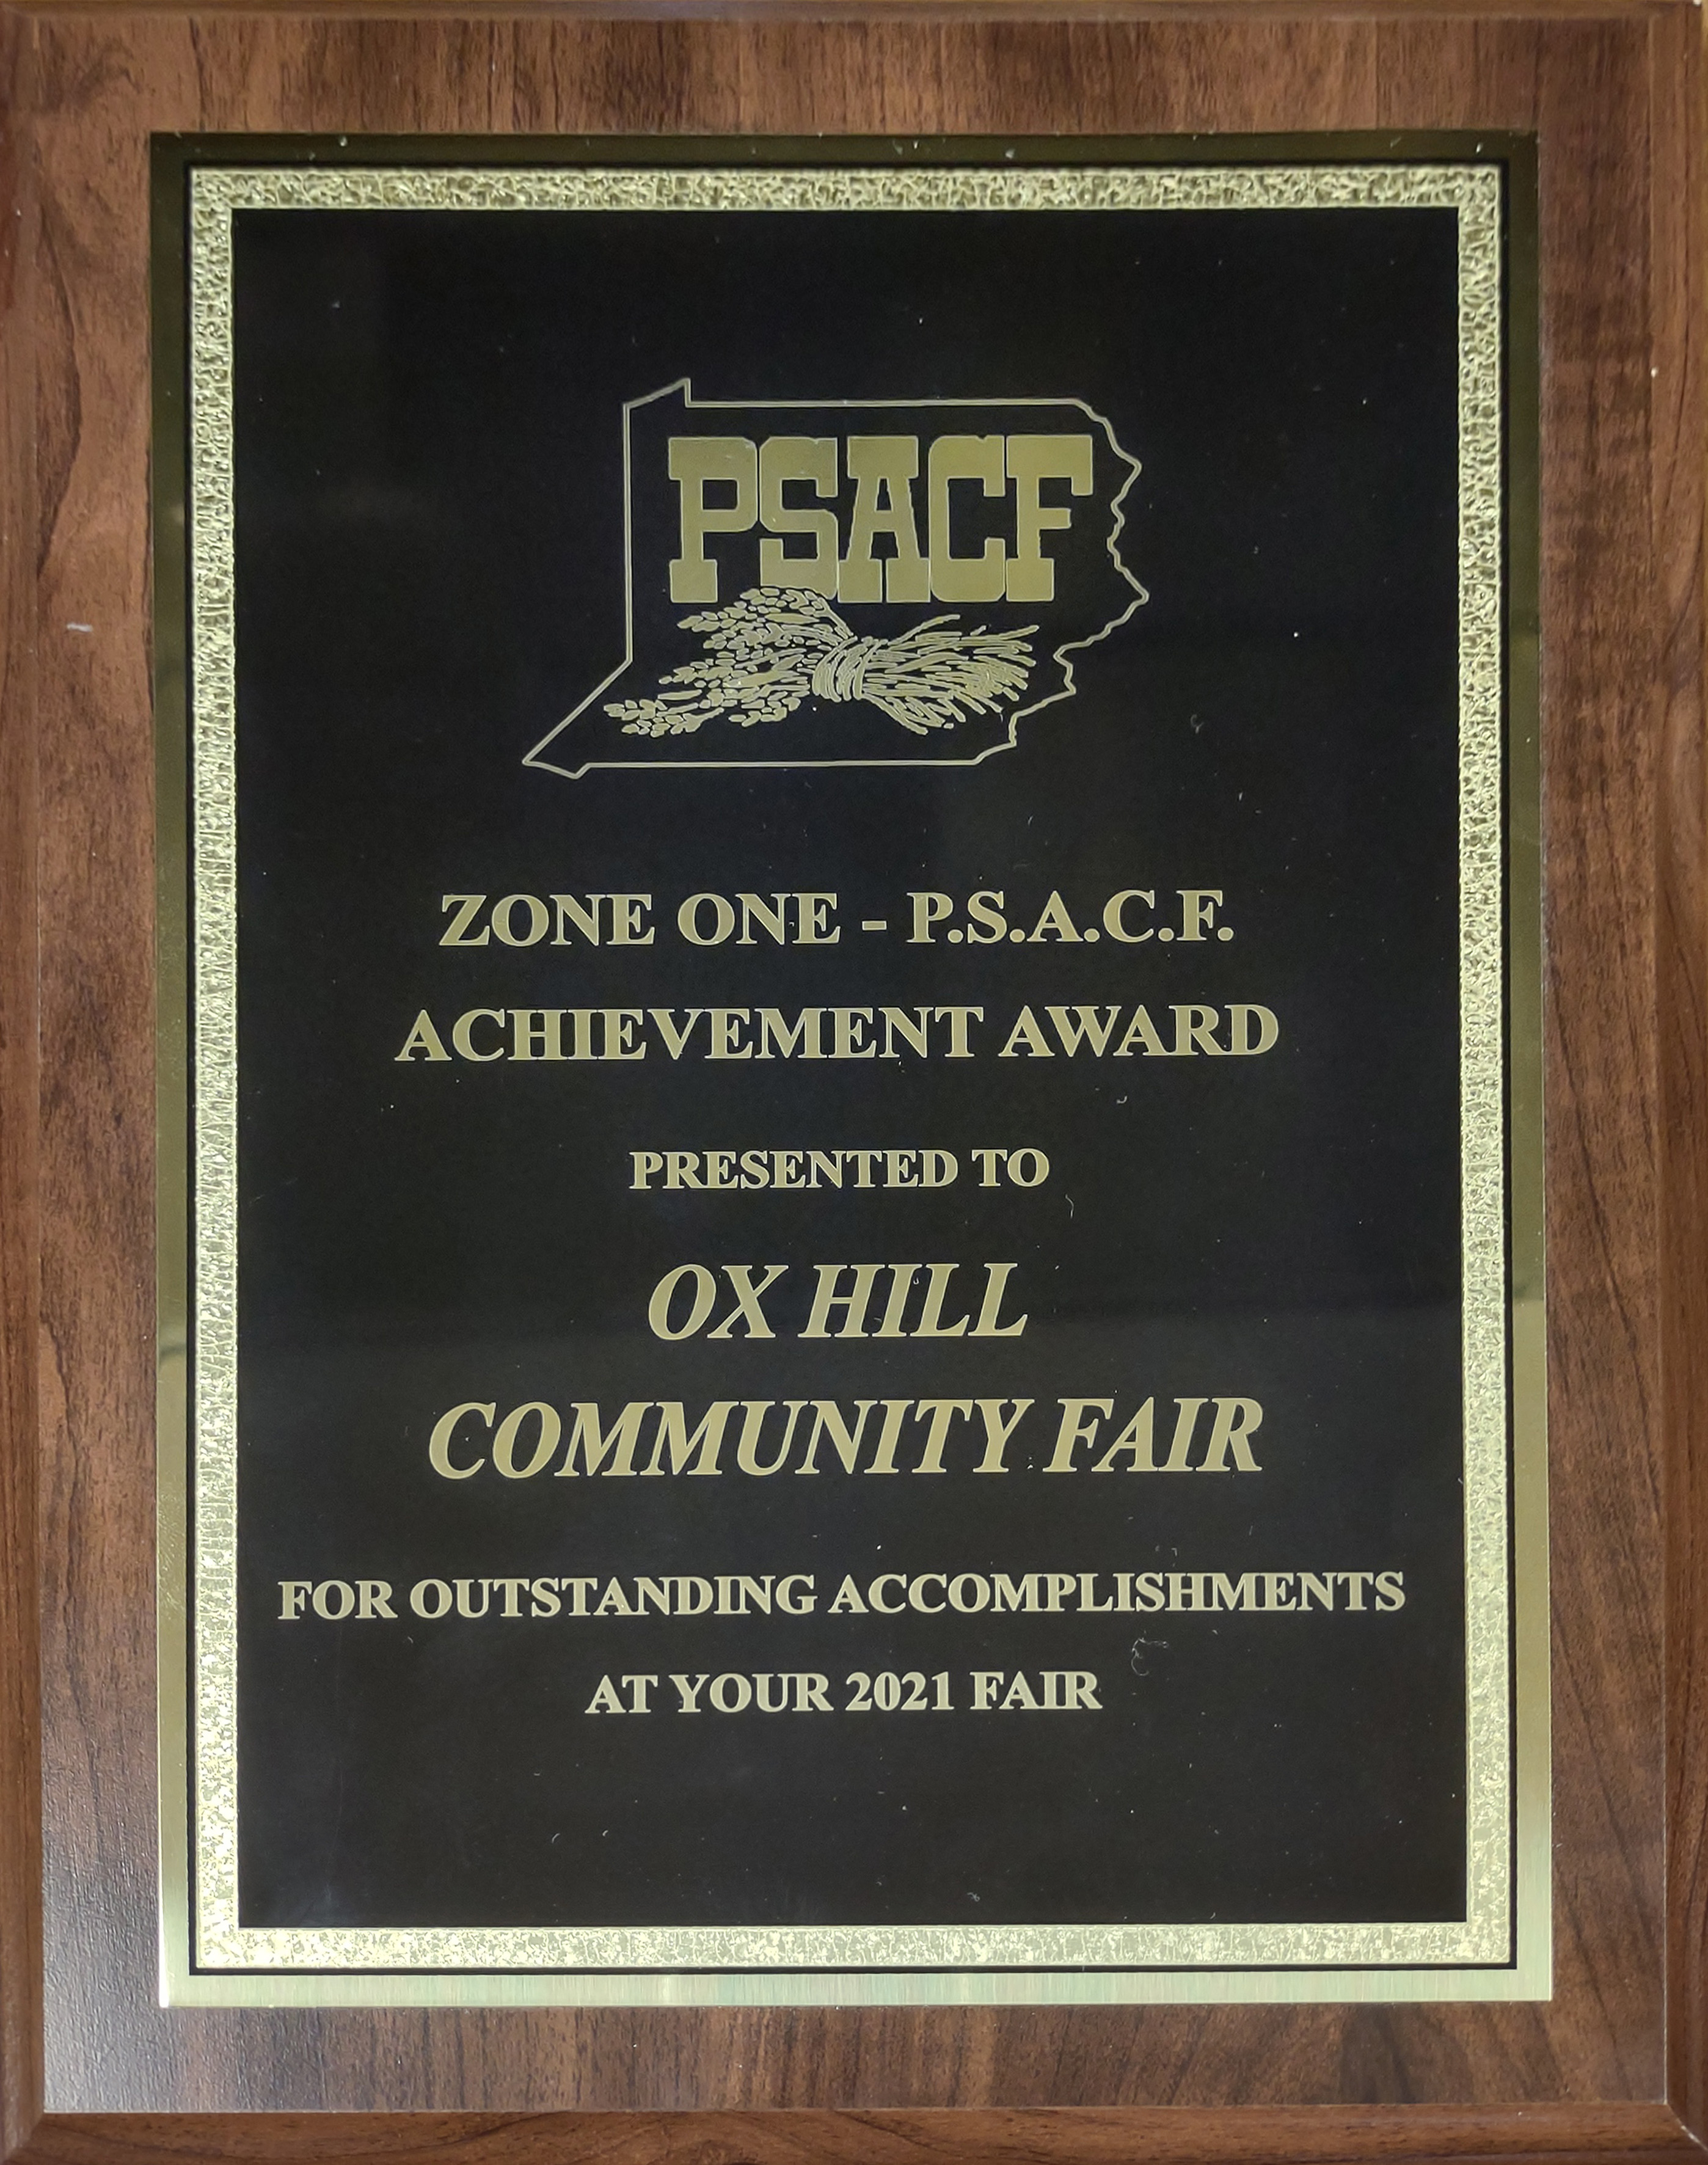 PSACF
ZONE ONE - P.S.A.C.F.
ACHIEVEMENT AWARD
PRESENTED TO
OX HILL
COMMUNITY FAIR
FOR OUTSTANDING ACCOMPLISHMENTS
AT YOUR 2021 FAIR